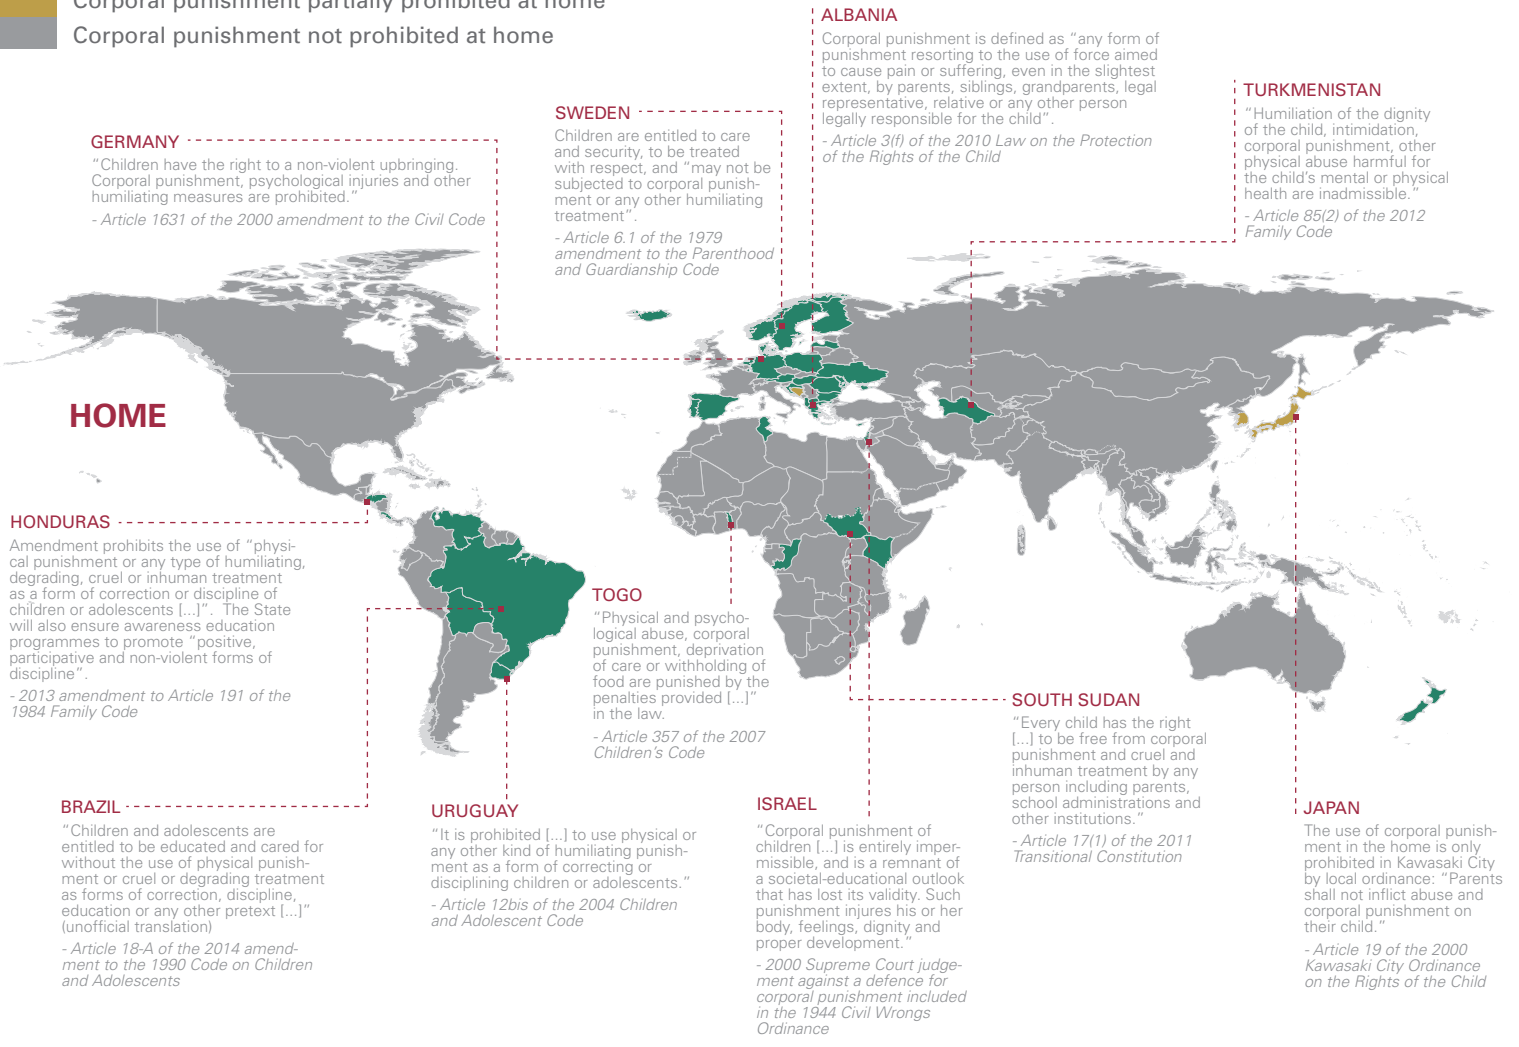 Corporal punishment partially prohibited at home
Corporal punishment not prohibited at home
ALBANIA
Corporal punishment is defined as “any form of
punishment resorting to the use of force aimed
to cause pain or suffering, even in the slightest
extent, by parents, siblings, grandparents, legal
representative, relative or any other person
legally responsible for the child”.
- Article 3(f) of the 2010 Law on the Protection
of the Rights of the Child
TURKMENISTAN
“Humiliation of the dignity
of the child, intimidation,
corporal punishment, other
physical abuse harmful for
the child’s mental or physical
health are inadmissible.”
- Article 85(2) of the 2012
Family Code
SWEDEN
Children are entitled to care
and security, to be treated
with respect, and “may not be
subjected to corporal punish-
ment or any other humiliating
treatment”.
- Article 6.1 of the 1979
amendment to the Parenthood
and Guardianship Code
GERMANY
“Children have the right to a non-violent upbringing.
Corporal punishment, psychological injuries and other
humiliating measures are prohibited.”
- Article 1631 of the 2000 amendment to the Civil Code
HOME
HONDURAS
Amendment prohibits the use of “physi-
cal punishment or any type of humiliating,
degrading, cruel or inhuman treatment
as a form of correction or discipline of
children or adolescents [...]”.  The State
will also ensure awareness education
programmes to promote “positive,
participative and non-violent forms of
discipline”.
- 2013 amendment to Article 191 of the
1984 Family Code
TOGO
“Physical and psycho-
logical abuse, corporal
punishment, deprivation
of care or withholding of
food are punished by the
penalties provided [...]”
in the law.
- Article 357 of the 2007
Children’s Code
SOUTH SUDAN
“Every child has the right
[...] to be free from corporal
punishment and cruel and
inhuman treatment by any
person including parents,
school administrations and
other institutions.”
- Article 17(1) of the 2011
Transitional Constitution
BRAZIL
“Children and adolescents are
entitled to be educated and cared for
without the use of physical punish-
ment or cruel or degrading treatment
as forms of correction, discipline,
education or any other pretext [...]”
(unofficial translation)
- Article 18-A of the 2014 amend-
ment to the 1990 Code on Children
and Adolescents
URUGUAY
“It is prohibited [...] to use physical or
any other kind of humiliating punish-
ment as a form of correcting or
disciplining children or adolescents.”
- Article 12bis of the 2004 Children
and Adolescent Code
ISRAEL
“Corporal punishment of
children [...] is entirely imper-
missible, and is a remnant of
a societal-educational outlook
that has lost its validity. Such
punishment injures his or her
body, feelings, dignity and
proper development.”
- 2000 Supreme Court judge-
ment against a defence for
corporal punishment included
in the 1944 Civil Wrongs
Ordinance
JAPAN
The use of corporal punish-
ment in the home is only
prohibited in Kawasaki City
by local ordinance: “Parents
shall not inflict abuse and
corporal punishment on
their child.”
- Article 19 of the 2000
Kawasaki City Ordinance
on the Rights of the Child